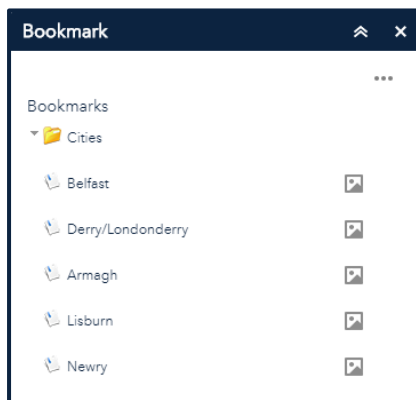 Bookmark
Bookmarks
Cities
Belfast
Derry/Londonderry
Armagh
Lisburn
Newry